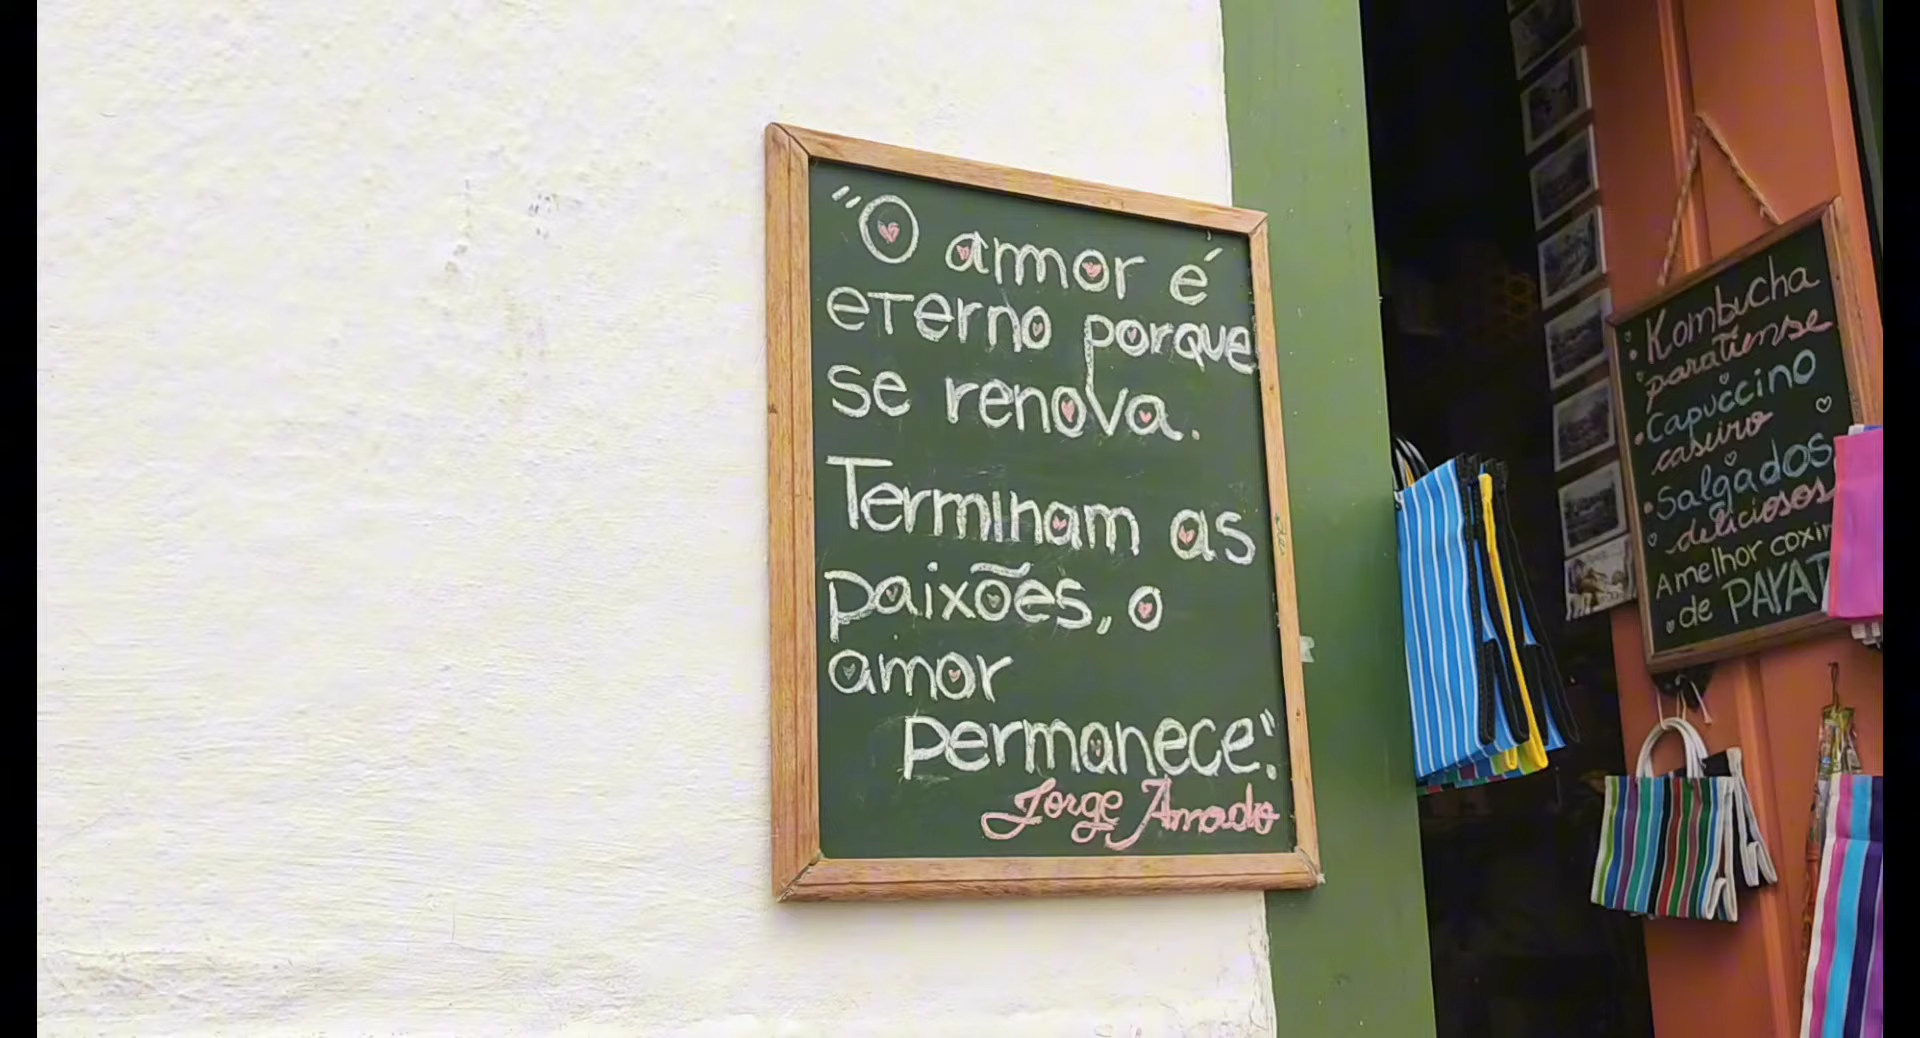 "O amor é
eterno porque
se renova.
Terminam as
paixões, o
amor
permanece."
Jorge Amado
• Kombucha
paratiense
• Capuccino
caseiro
• Salgados
deliciosos
A melhor
de